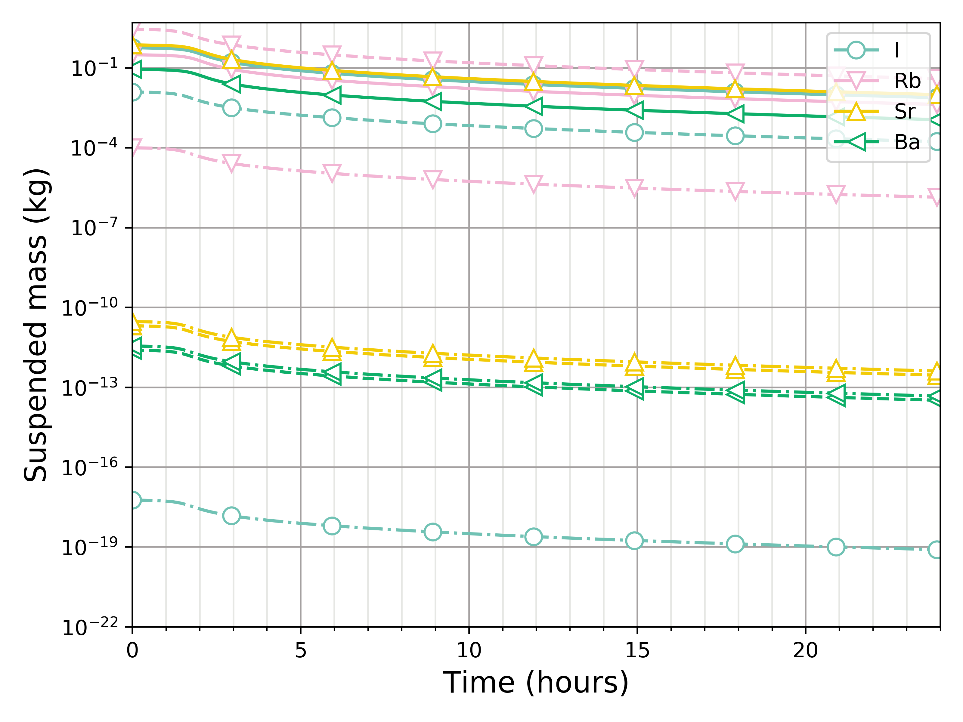 Suspended mass (kg)
10⁻¹
10⁻⁴
10⁻⁷
10⁻¹⁰
10⁻¹³
10⁻¹⁶
10⁻¹⁹
10⁻²²
I
Rb
Sr
Ba
0 5 10 15 20
Time (hours)